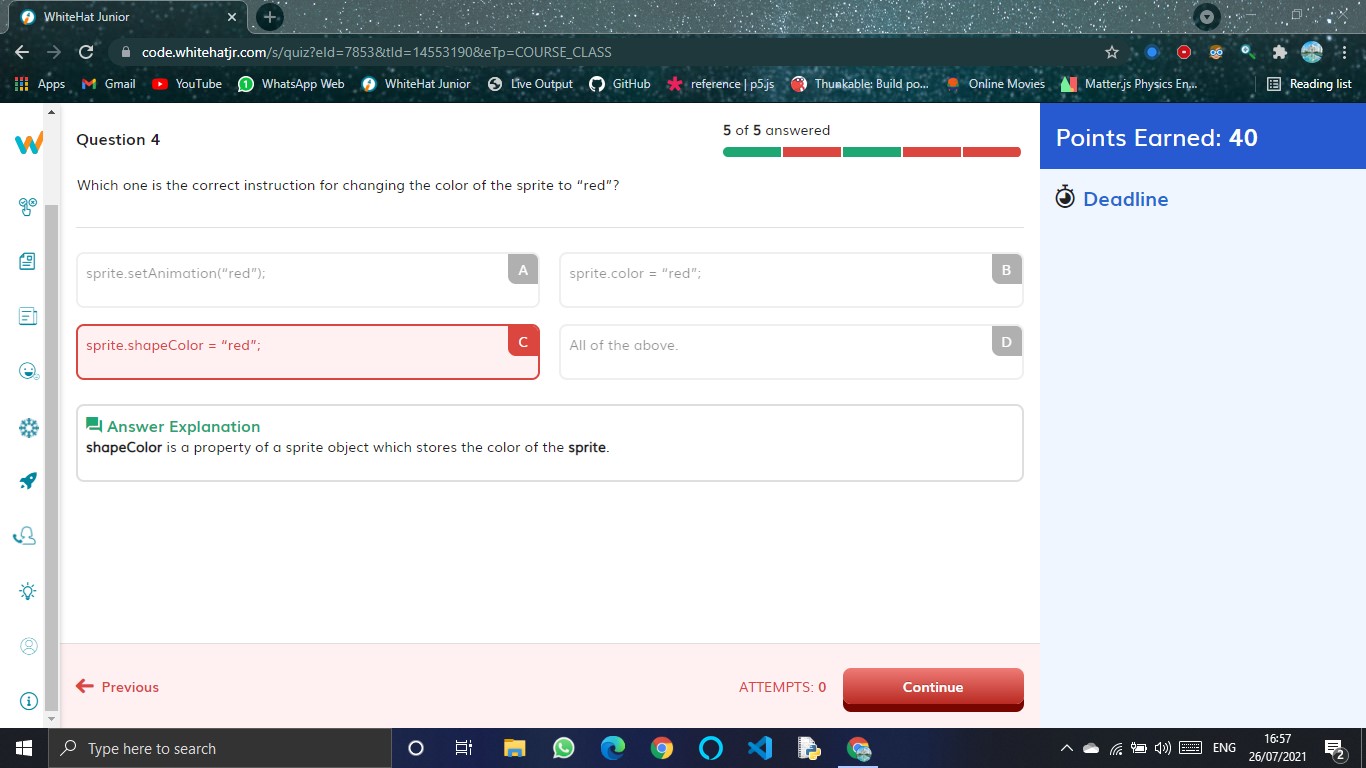 WhiteHat Junior
code.whitehatjr.com/s/quiz?eId=7853&tId=14553190&eTp=COURSE_CLASS
Apps Gmail YouTube WhatsApp Web WhiteHat Junior Live Output GitHub reference | p5.js Thunkable: Build po... Online Movies Matter.js Physics En... Reading list
Question 4
5 of 5 answered
Points Earned: 40
Deadline
Which one is the correct instruction for changing the color of the sprite to “red”?
sprite.setAnimation(“red”); A
sprite.color = “red”; B
sprite.shapeColor = “red”; C
All of the above. D
Answer Explanation
shapeColor is a property of a sprite object which stores the color of the sprite.
Previous
ATTEMPTS: 0
Continue
Type here to search
ENG
16:57
26/07/2021
2